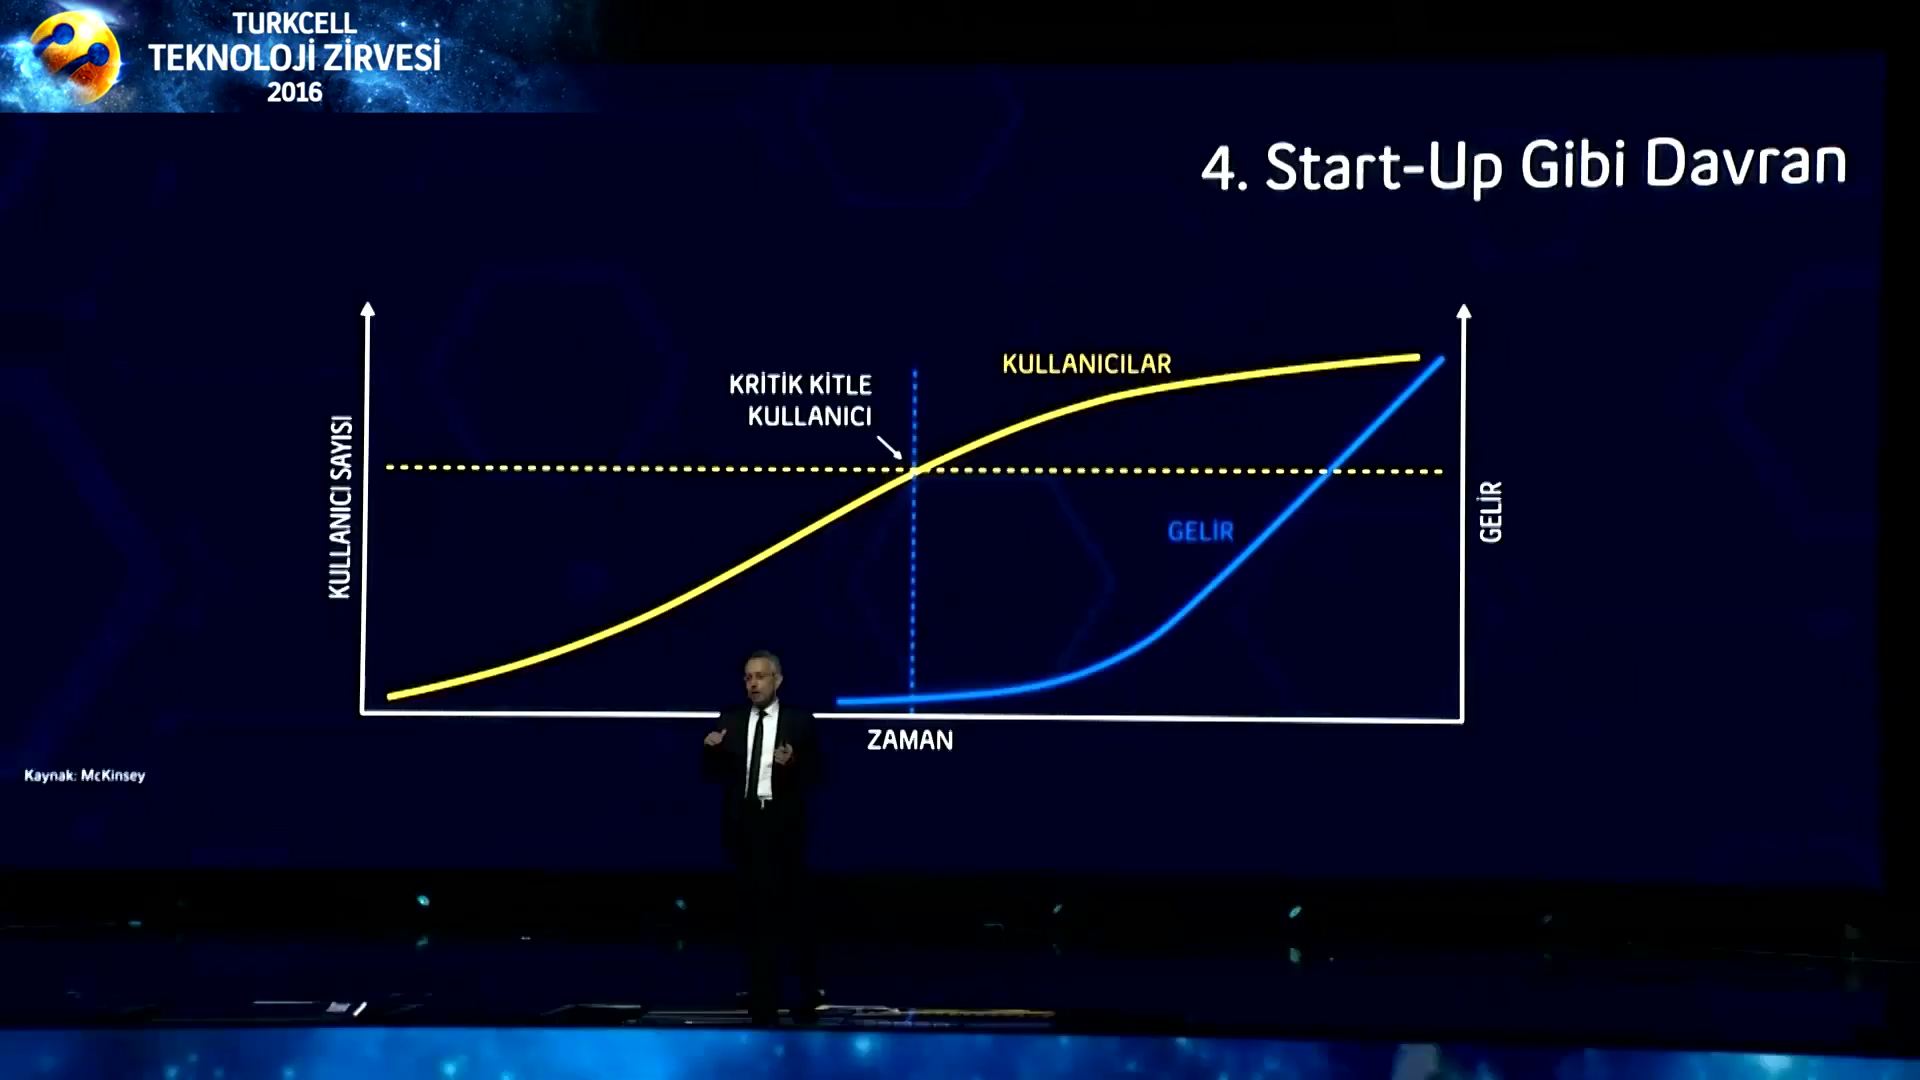 TURKCELL
TEKNOLOJİ ZİRVESİ
2016
4. Start-Up Gibi Davran
KRİTİK KİTLE
KULLANICI
KULLANICILAR
KULLANICI SAYISI
GELİR
GELİR
ZAMAN
Kaynak: McKinsey